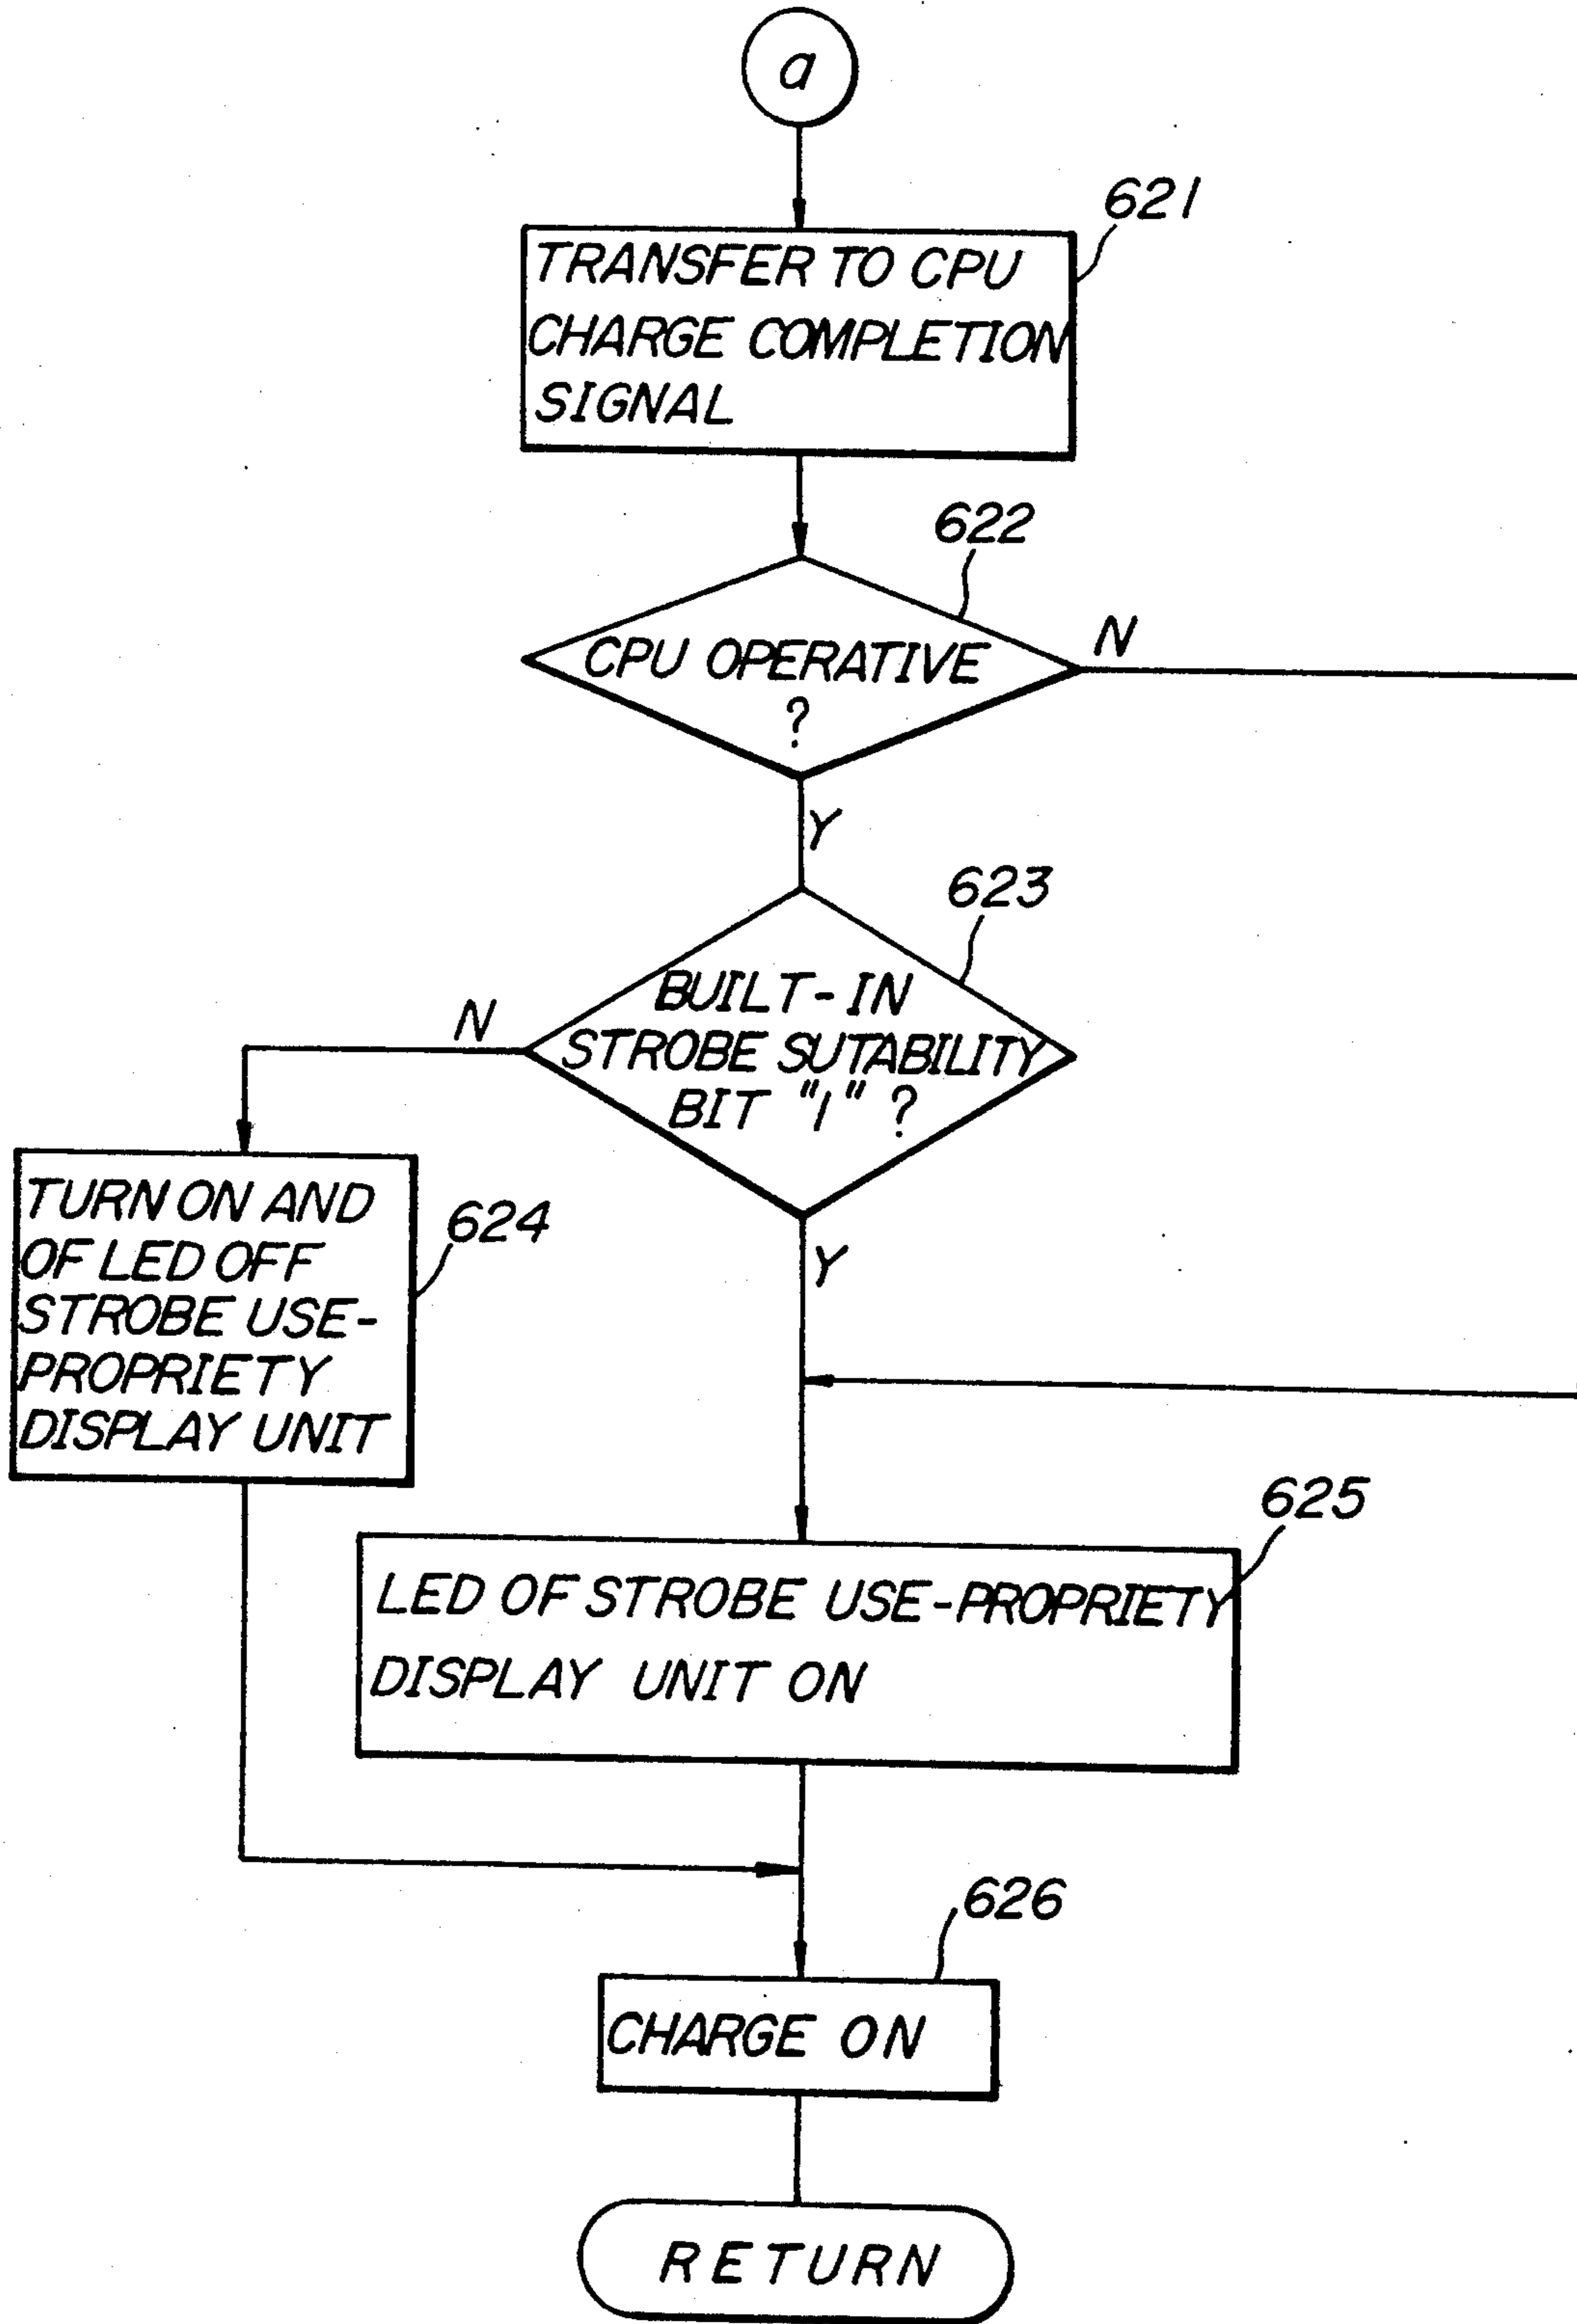 a
621
TRANSFER TO CPU
CHARGE COMPLETION
SIGNAL
622
CPU OPERATIVE
?
N
Y
623
BUILT-IN
STROBE SUTABILITY
BIT "1" ?
N
Y
624
TURN ON AND
OF LED OFF
STROBE USE-
PROPRIETY
DISPLAY UNIT
625
LED OF STROBE USE-PROPRIETY
DISPLAY UNIT ON
626
CHARGE ON
RETURN